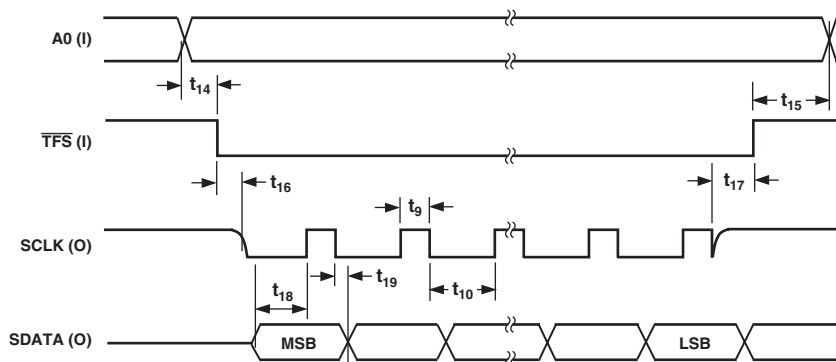 A0 (I)
t14
t15
TFS (I)
t16
t17
t9
SCLK (O)
t18
t19
t10
SDATA (O)
MSB
LSB